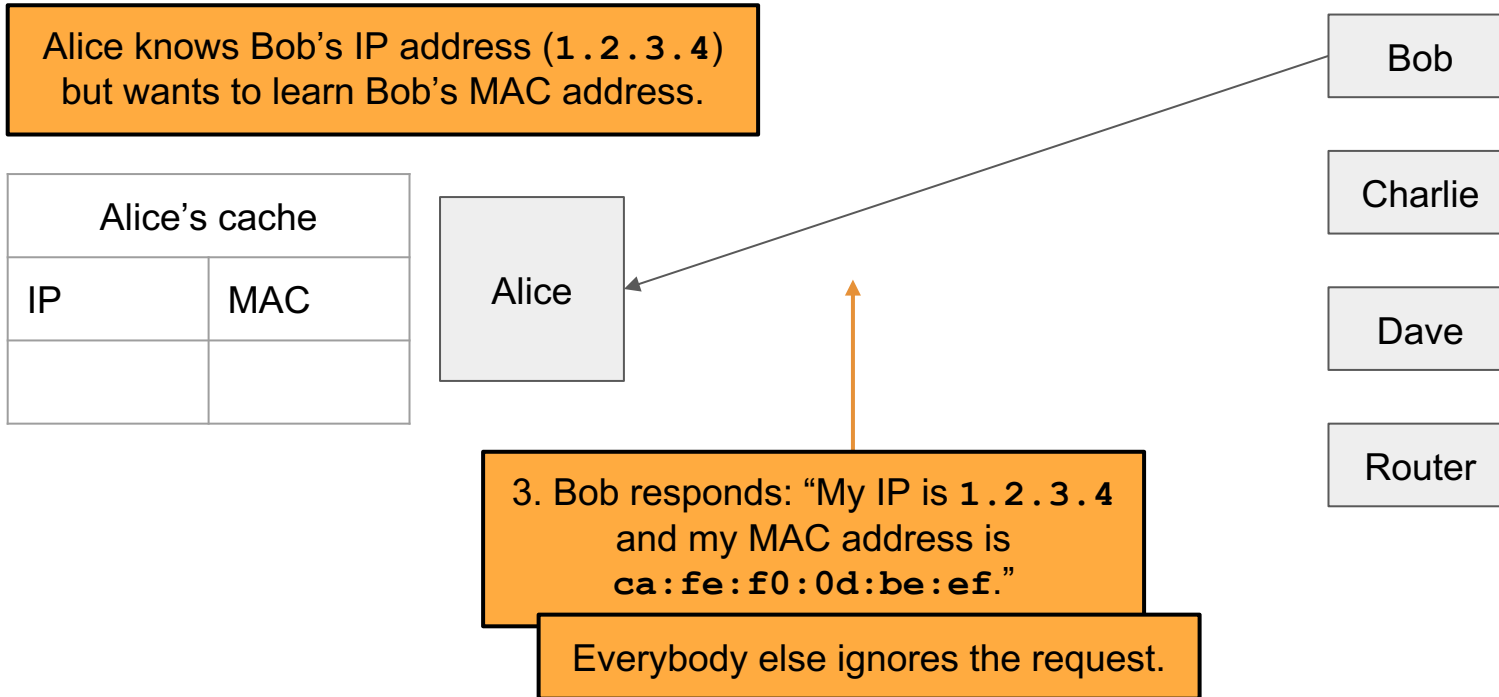 Alice knows Bob’s IP address (1.2.3.4)
but wants to learn Bob’s MAC address.
Bob
Charlie
Dave
Router
Alice’s cache
IP MAC
Alice
3. Bob responds: “My IP is 1.2.3.4
and my MAC address is
ca:fe:f0:0d:be:ef.”
Everybody else ignores the request.